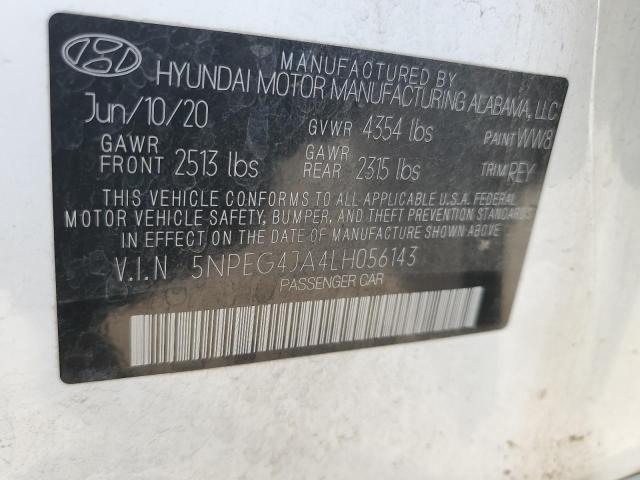 MANUFACTURED BY
HYUNDAI MOTOR MANUFACTURING ALABAMA, LLC
Jun/10/20 GVWR 4354 lbs PAINT WW8
GAWR FRONT 2513 lbs GAWR REAR 2315 lbs TRIM REY
THIS VEHICLE CONFORMS TO ALL APPLICABLE U.S.A. FEDERAL
MOTOR VEHICLE SAFETY, BUMPER, AND THEFT PREVENTION STANDARDS
IN EFFECT ON THE DATE OF MANUFACTURE SHOWN ABOVE.
V.I.N 5NPEG4JA4LH056143
PASSENGER CAR